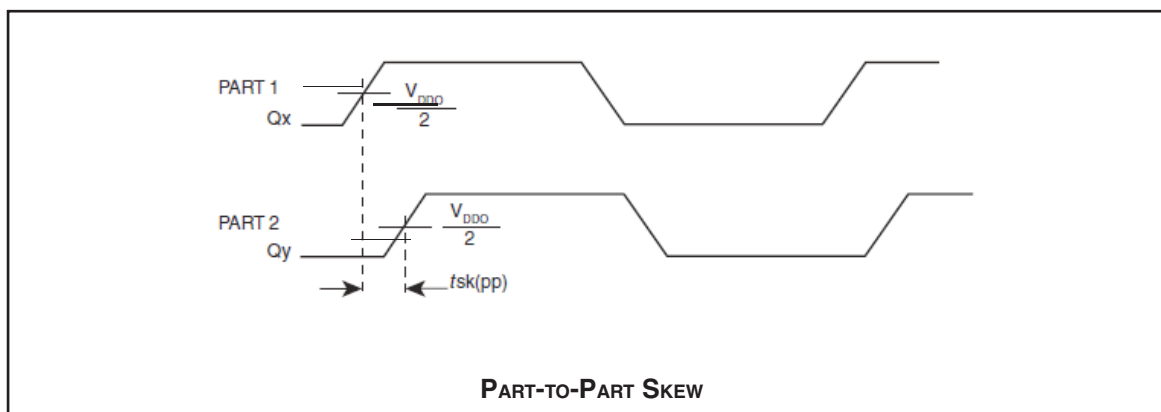 PART 1
Qx
VDDO
2
PART 2
Qy
VDDO
2
tsk(pp)
PART-TO-PART SKEW